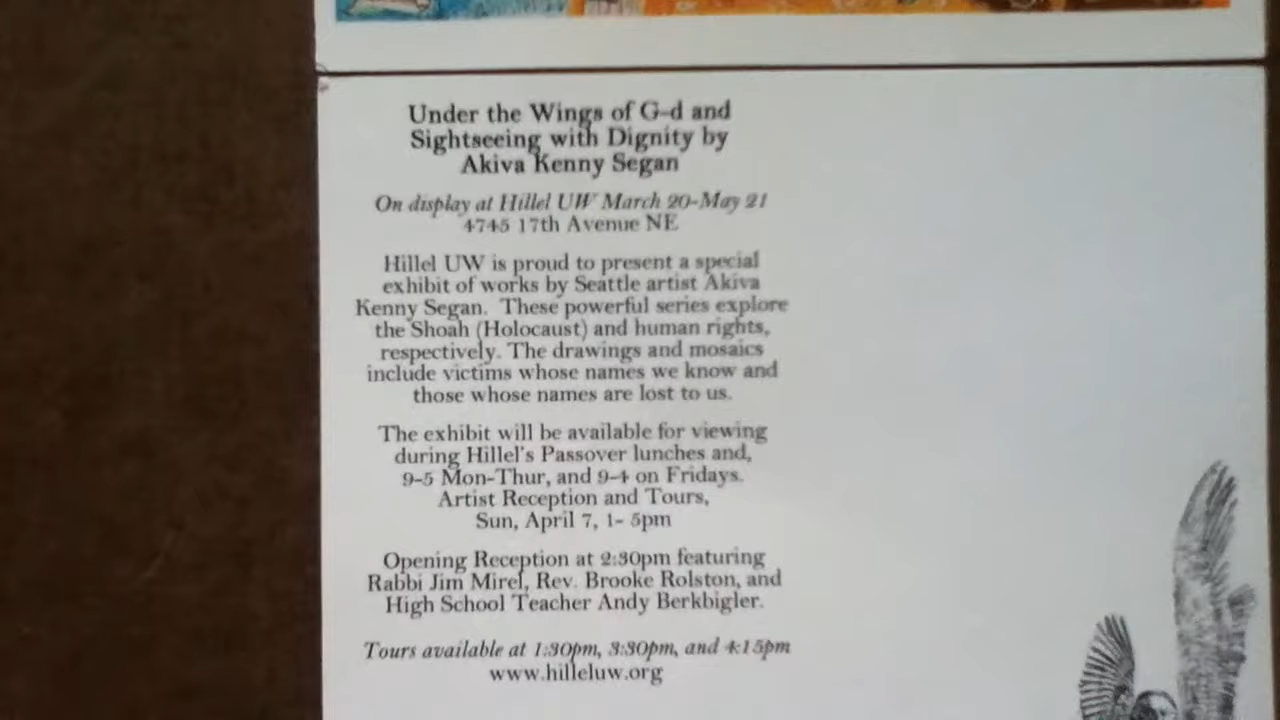 Under the Wings of G-d and
Sightseeing with Dignity by
Akiva Kenny Segan
On display at Hillel UW March 20-May 21
4745 17th Avenue NE
Hillel UW is proud to present a special
exhibit of works by Seattle artist Akiva
Kenny Segan. These powerful series explore
the Shoah (Holocaust) and human rights,
respectively. The drawings and mosaics
include victims whose names we know and
those whose names are lost to us.
The exhibit will be available for viewing
during Hillel's Passover lunches and,
9-5 Mon-Thur, and 9-4 on Fridays.
Artist Reception and Tours,
Sun, April 7, 1- 5pm
Opening Reception at 2:30pm featuring
Rabbi Jim Mirel, Rev. Brooke Rolston, and
High School Teacher Andy Berkbigler.
Tours available at 1:30pm, 3:30pm, and 4:15pm
www.hilleluw.org